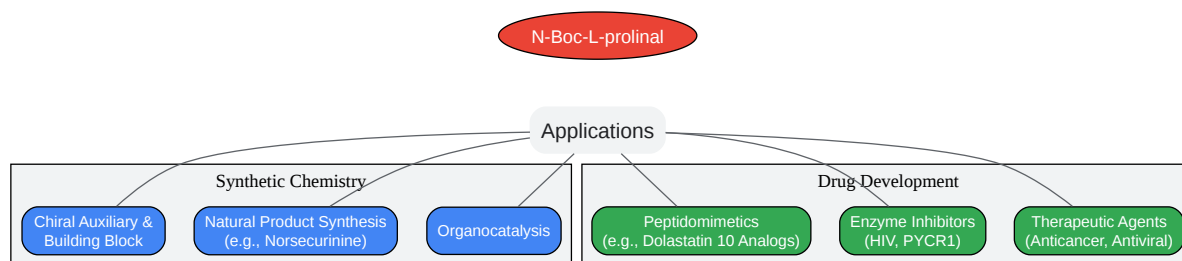 N-Boc-L-prolinal
Applications
Synthetic Chemistry
Drug Development
Chiral Auxiliary &
Building Block
Natural Product Synthesis
(e.g., Norsecurinine)
Organocatalysis
Peptidomimetics
(e.g., Dolastatin 10 Analogs)
Enzyme Inhibitors
(HIV, PYCR1)
Therapeutic Agents
(Anticancer, Antiviral)